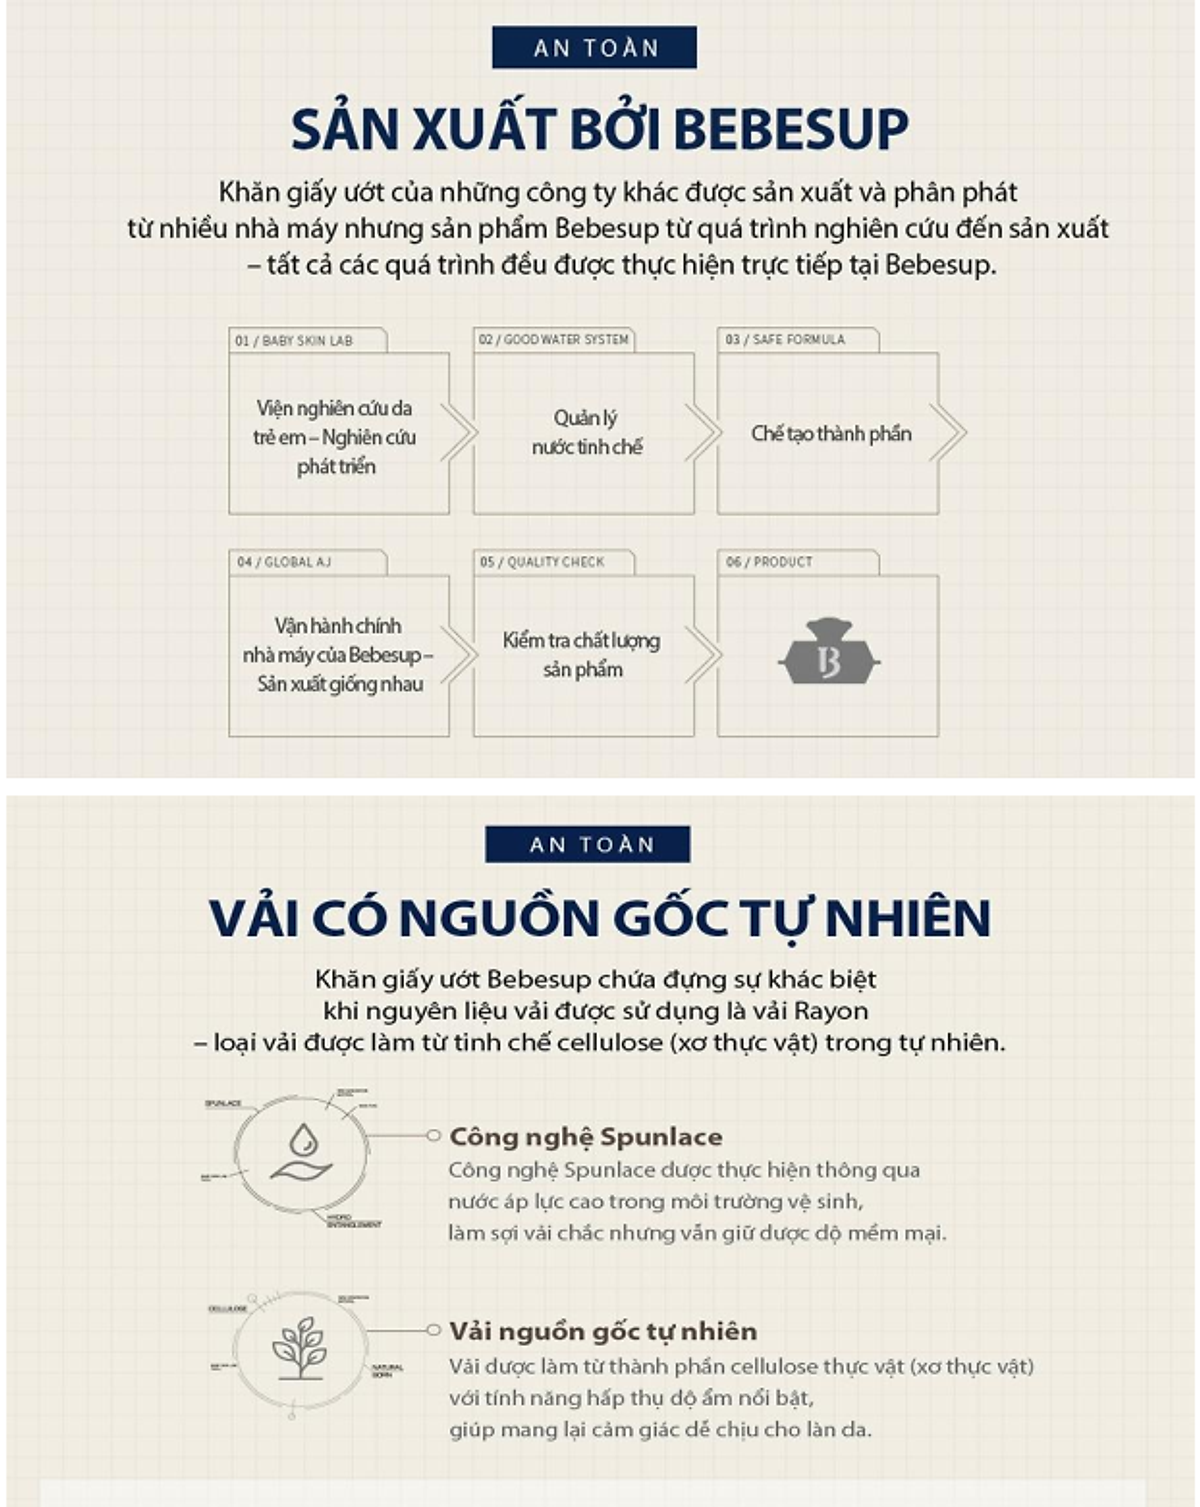 AN TOÀN
SẢN XUẤT BỞI BEBESUP
Khăn giấy ướt của những công ty khác được sản xuất và phân phát
từ nhiều nhà máy nhưng sản phẩm Bebesup từ quá trình nghiên cứu đến sản xuất
– tất cả các quá trình đều được thực hiện trực tiếp tại Bebesup.
01 / BABY SKIN LAB
Viện nghiên cứu da
trẻ em – Nghiên cứu
phát triển
02 / GOOD WATER SYSTEM
Quản lý
nước tinh chế
03 / SAFE FORMULA
Chế tạo thành phần
04 / GLOBAL AJ
Vận hành chính
nhà máy của Bebesup –
Sản xuất giống nhau
05 / QUALITY CHECK
Kiểm tra chất lượng
sản phẩm
06 / PRODUCT
B
AN TOÀN
VẢI CÓ NGUỒN GỐC TỰ NHIÊN
Khăn giấy ướt Bebesup chứa đựng sự khác biệt
khi nguyên liệu vải được sử dụng là vải Rayon
– loại vải được làm từ tinh chế cellulose (xơ thực vật) trong tự nhiên.
SPUNLACE
HYDRO
ENTANGLEMENT
Công nghệ Spunlace
Công nghệ Spunlace dược thực hiện thông qua
nước áp lực cao trong môi trường vệ sinh,
làm sợi vải chắc nhưng vẫn giữ dược dộ mềm mại.
CELLULOSE
NATURAL
BORN
Vải nguồn gốc tự nhiên
Vải dược làm từ thành phần cellulose thực vật (xơ thực vật)
với tính năng hấp thụ dộ ẩm nổi bật,
giúp mang lại cảm giác dễ chịu cho làn da.